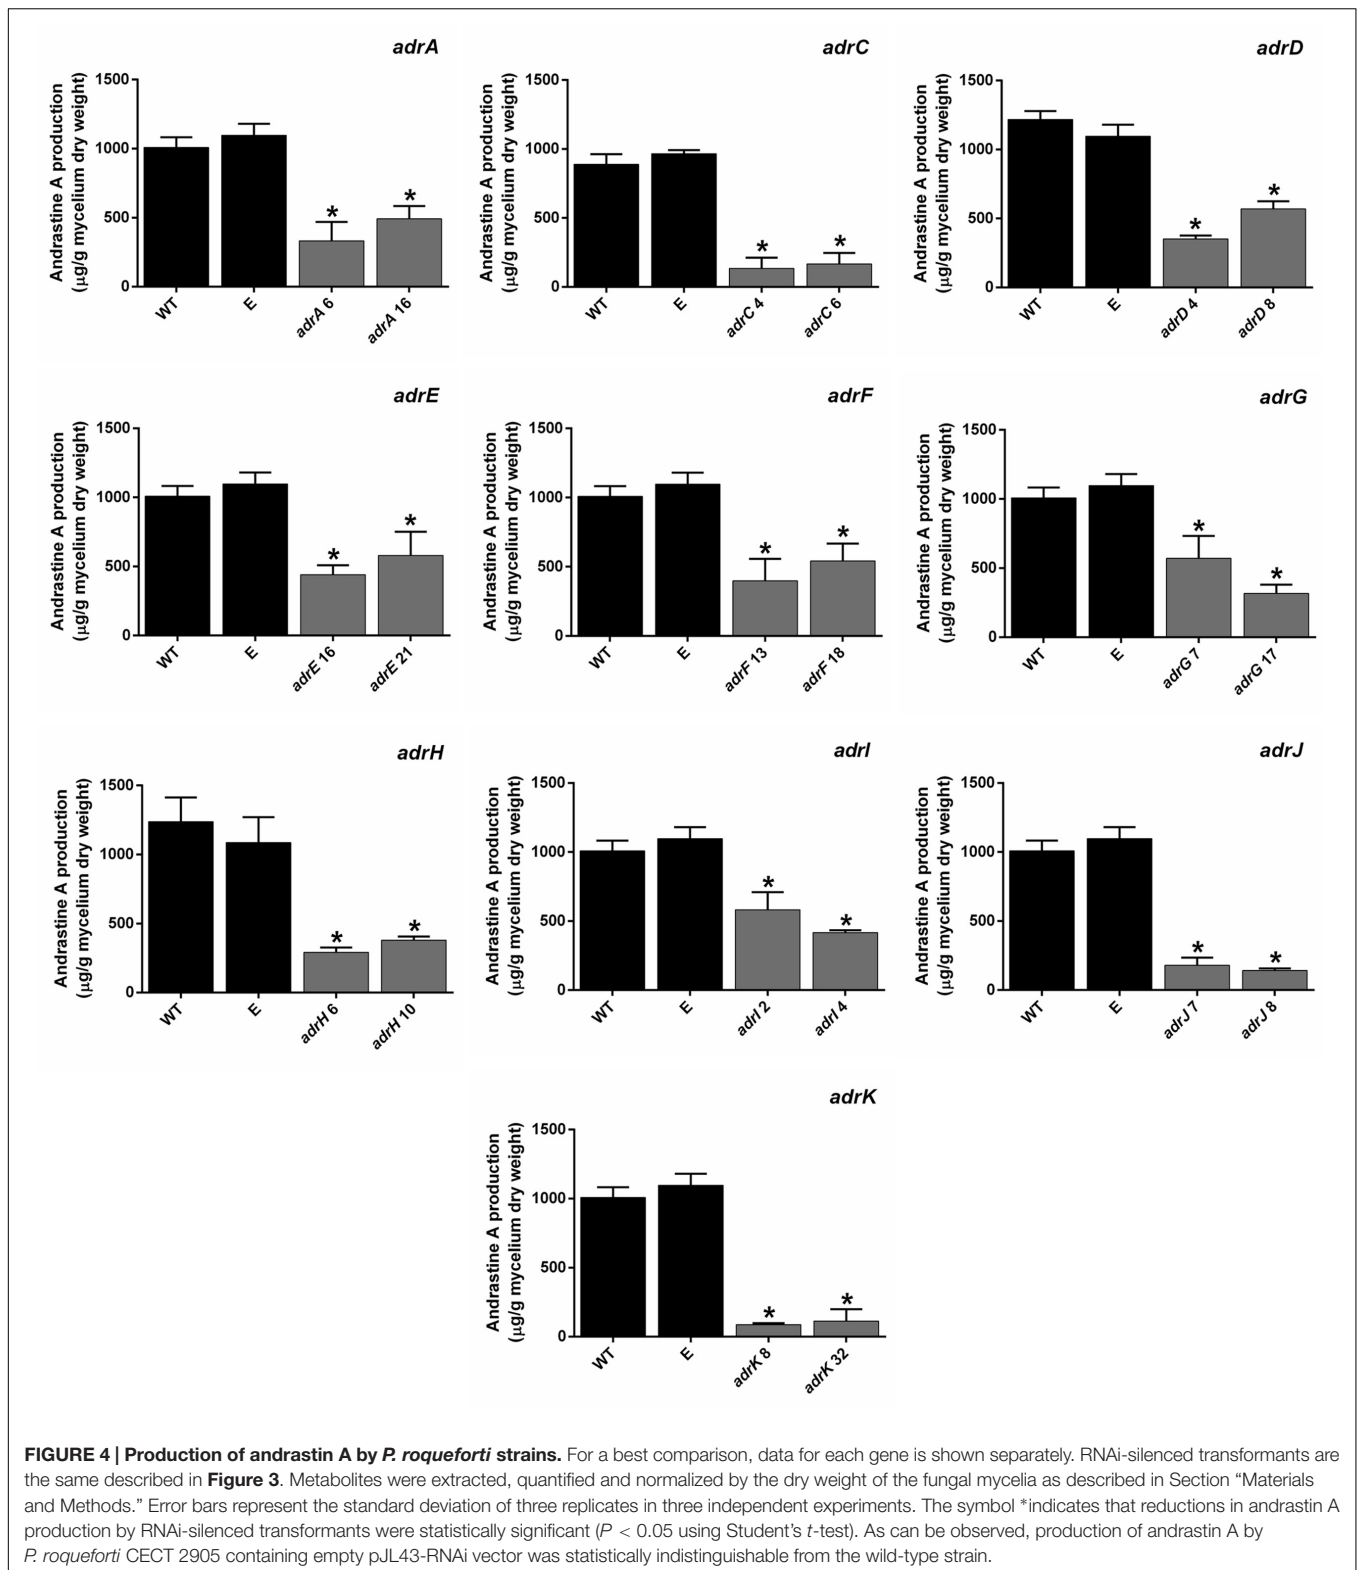 adrA
Andrastine A production
(µg/g mycelium dry weight)
1500
1000
500
0
WT
E
adrA 6
adrA 16
*
*
adrC
Andrastine A production
(µg/g mycelium dry weight)
1500
1000
500
0
WT
E
adrC 4
adrC 6
*
*
adrD
Andrastine A production
(µg/g mycelium dry weight)
1500
1000
500
0
WT
E
adrD 4
adrD 8
*
*
adrE
Andrastine A production
(µg/g mycelium dry weight)
1500
1000
500
0
WT
E
adrE 16
adrE 21
*
*
adrF
Andrastine A production
(µg/g mycelium dry weight)
1500
1000
500
0
WT
E
adrF 13
adrF 18
*
*
adrG
Andrastine A production
(µg/g mycelium dry weight)
1500
1000
500
0
WT
E
adrG 7
adrG 17
*
*
adrH
Andrastine A production
(µg/g mycelium dry weight)
1500
1000
500
0
WT
E
adrH 6
adrH 10
*
*
adrI
Andrastine A production
(µg/g mycelium dry weight)
1500
1000
500
0
WT
E
adrI 2
adrI 4
*
*
adrJ
Andrastine A production
(µg/g mycelium dry weight)
1500
1000
500
0
WT
E
adrJ 7
adrJ 8
*
*
adrK
Andrastine A production
(µg/g mycelium dry weight)
1500
1000
500
0
WT
E
adrK 8
adrK 32
*
*
FIGURE 4 | Production of andrastin A by P. roqueforti strains. For a best comparison, data for each gene is shown separately. RNAi-silenced transformants are
the same described in Figure 3. Metabolites were extracted, quantified and normalized by the dry weight of the fungal mycelia as described in Section “Materials
and Methods.” Error bars represent the standard deviation of three replicates in three independent experiments. The symbol *indicates that reductions in andrastin A
production by RNAi-silenced transformants were statistically significant (P < 0.05 using Student’s t-test). As can be observed, production of andrastin A by
P. roqueforti CECT 2905 containing empty pJL43-RNAi vector was statistically indistinguishable from the wild-type strain.